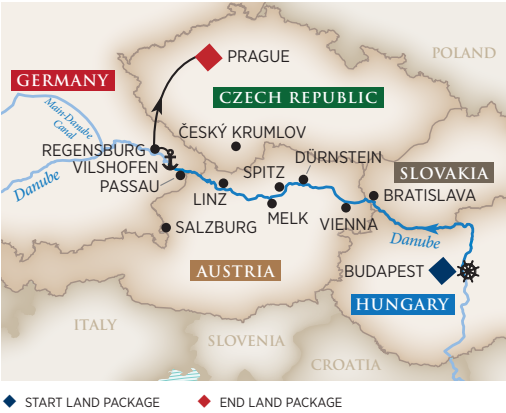 PRAGUE
POLAND
GERMANY
CZECH REPUBLIC
Main-Danube
Canal
ČESKÝ KRUMLOV
REGENSBURG
VILSHOFEN
PASSAU
Danube
DÜRNSTEIN
SPITZ
SLOVAKIA
LINZ
BRATISLAVA
MELK
VIENNA
SALZBURG
Danube
AUSTRIA
BUDAPEST
HUNGARY
ITALY
SLOVENIA
CROATIA
START LAND PACKAGE
END LAND PACKAGE